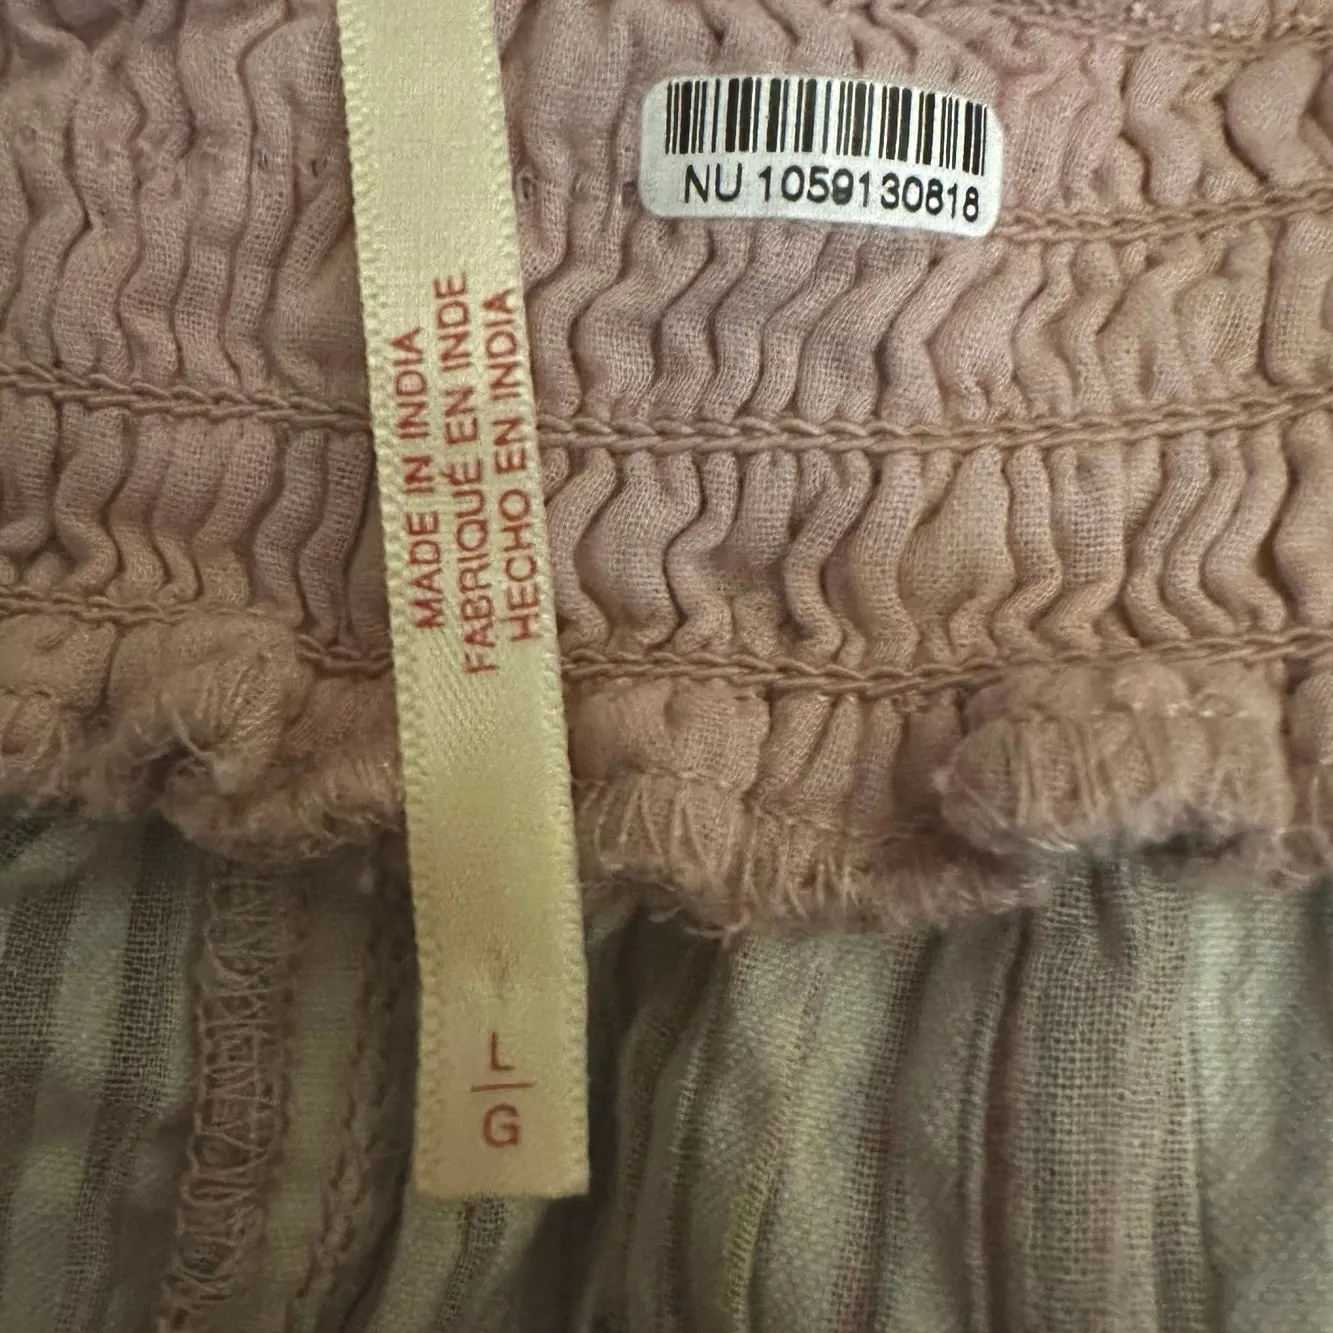 NU 1059130818
MADE IN INDIA
FABRIQUÉ EN INDE
HECHO EN INDIA
L
G